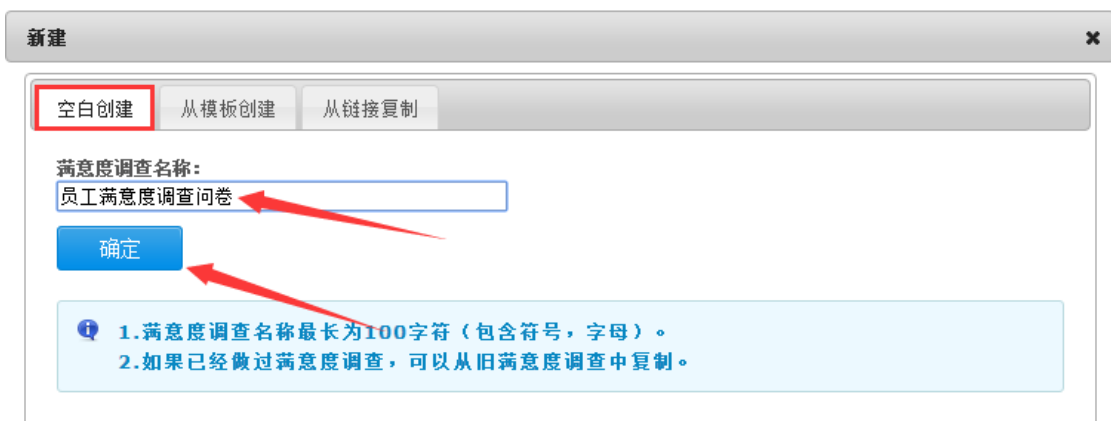 新建
空白创建 从模板创建 从链接复制
满意度调查名称：
员工满意度调查问卷
确定
1.满意度调查名称最长为100字符（包含符号，字母）。
2.如果已经做过满意度调查，可以从旧满意度调查中复制。